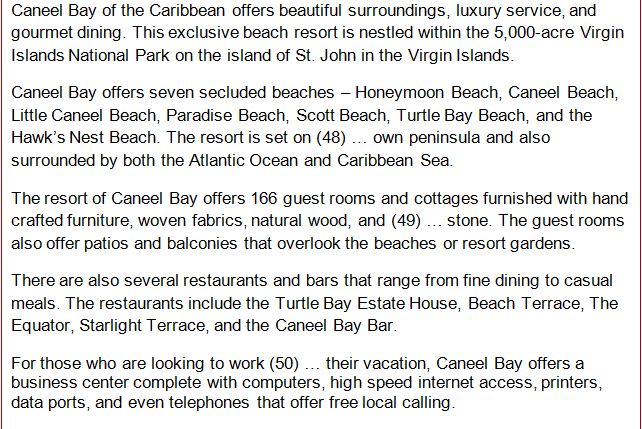 Caneel Bay of the Caribbean offers beautiful surroundings, luxury service, and
gourmet dining. This exclusive beach resort is nestled within the 5,000-acre Virgin
Islands National Park on the island of St. John in the Virgin Islands.
Caneel Bay offers seven secluded beaches – Honeymoon Beach, Caneel Beach,
Little Caneel Beach, Paradise Beach, Scott Beach, Turtle Bay Beach, and the
Hawk's Nest Beach. The resort is set on (48) … own peninsula and also
surrounded by both the Atlantic Ocean and Caribbean Sea.
The resort of Caneel Bay offers 166 guest rooms and cottages furnished with hand
crafted furniture, woven fabrics, natural wood, and (49) … stone. The guest rooms
also offer patios and balconies that overlook the beaches or resort gardens.
There are also several restaurants and bars that range from fine dining to casual
meals. The restaurants include the Turtle Bay Estate House, Beach Terrace, The
Equator, Starlight Terrace, and the Caneel Bay Bar.
For those who are looking to work (50) … their vacation, Caneel Bay offers a
business center complete with computers, high speed internet access, printers,
data ports, and even telephones that offer free local calling.